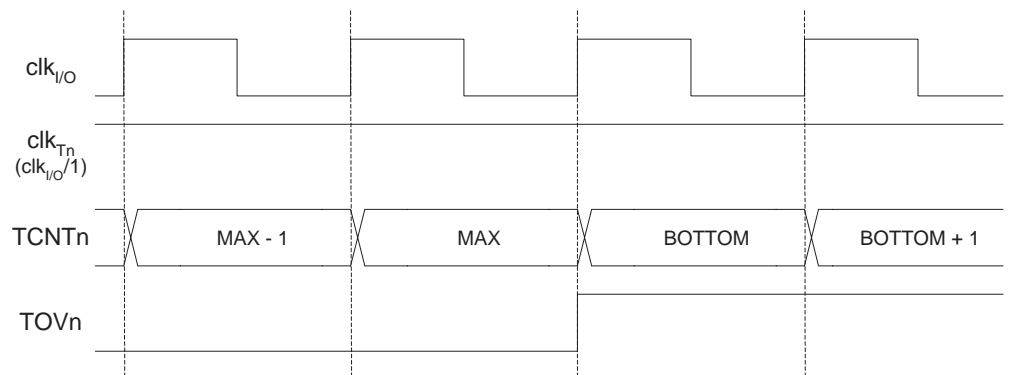 clkI/O
clkTn
(clkI/O/1)
TCNTn MAX - 1 MAX BOTTOM BOTTOM + 1
TOVn